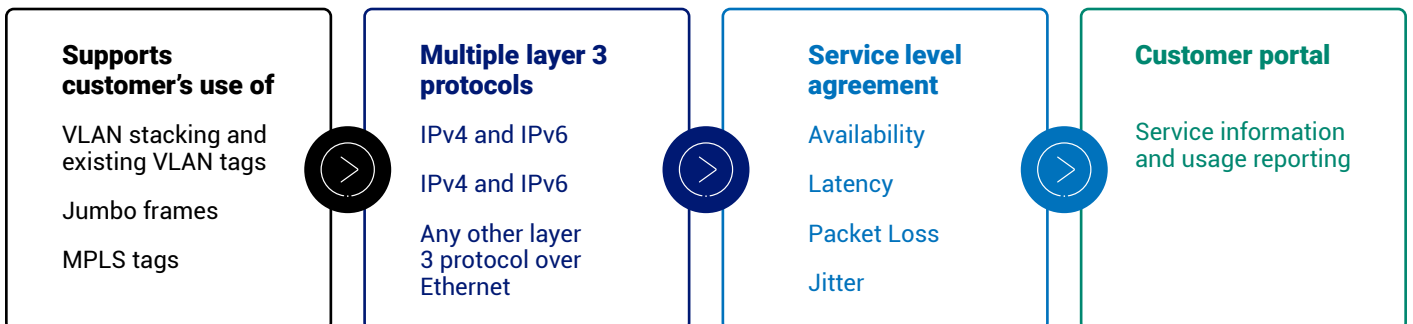 Supports
customer’s use of
VLAN stacking and
existing VLAN tags
Jumbo frames
MPLS tags
Multiple layer 3
protocols
IPv4 and IPv6
IPv4 and IPv6
Any other layer
3 protocol over
Ethernet
Service level
agreement
Availability
Latency
Packet Loss
Jitter
Customer portal
Service information
and usage reporting